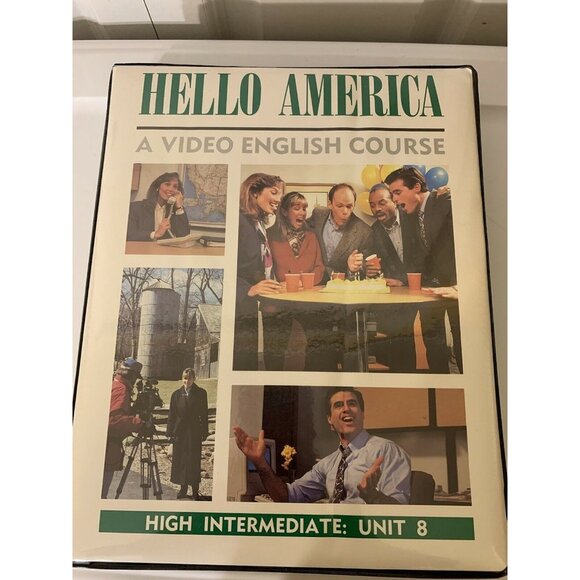 HELLO AMERICA
A VIDEO ENGLISH COURSE
HIGH INTERMEDIATE: UNIT 8